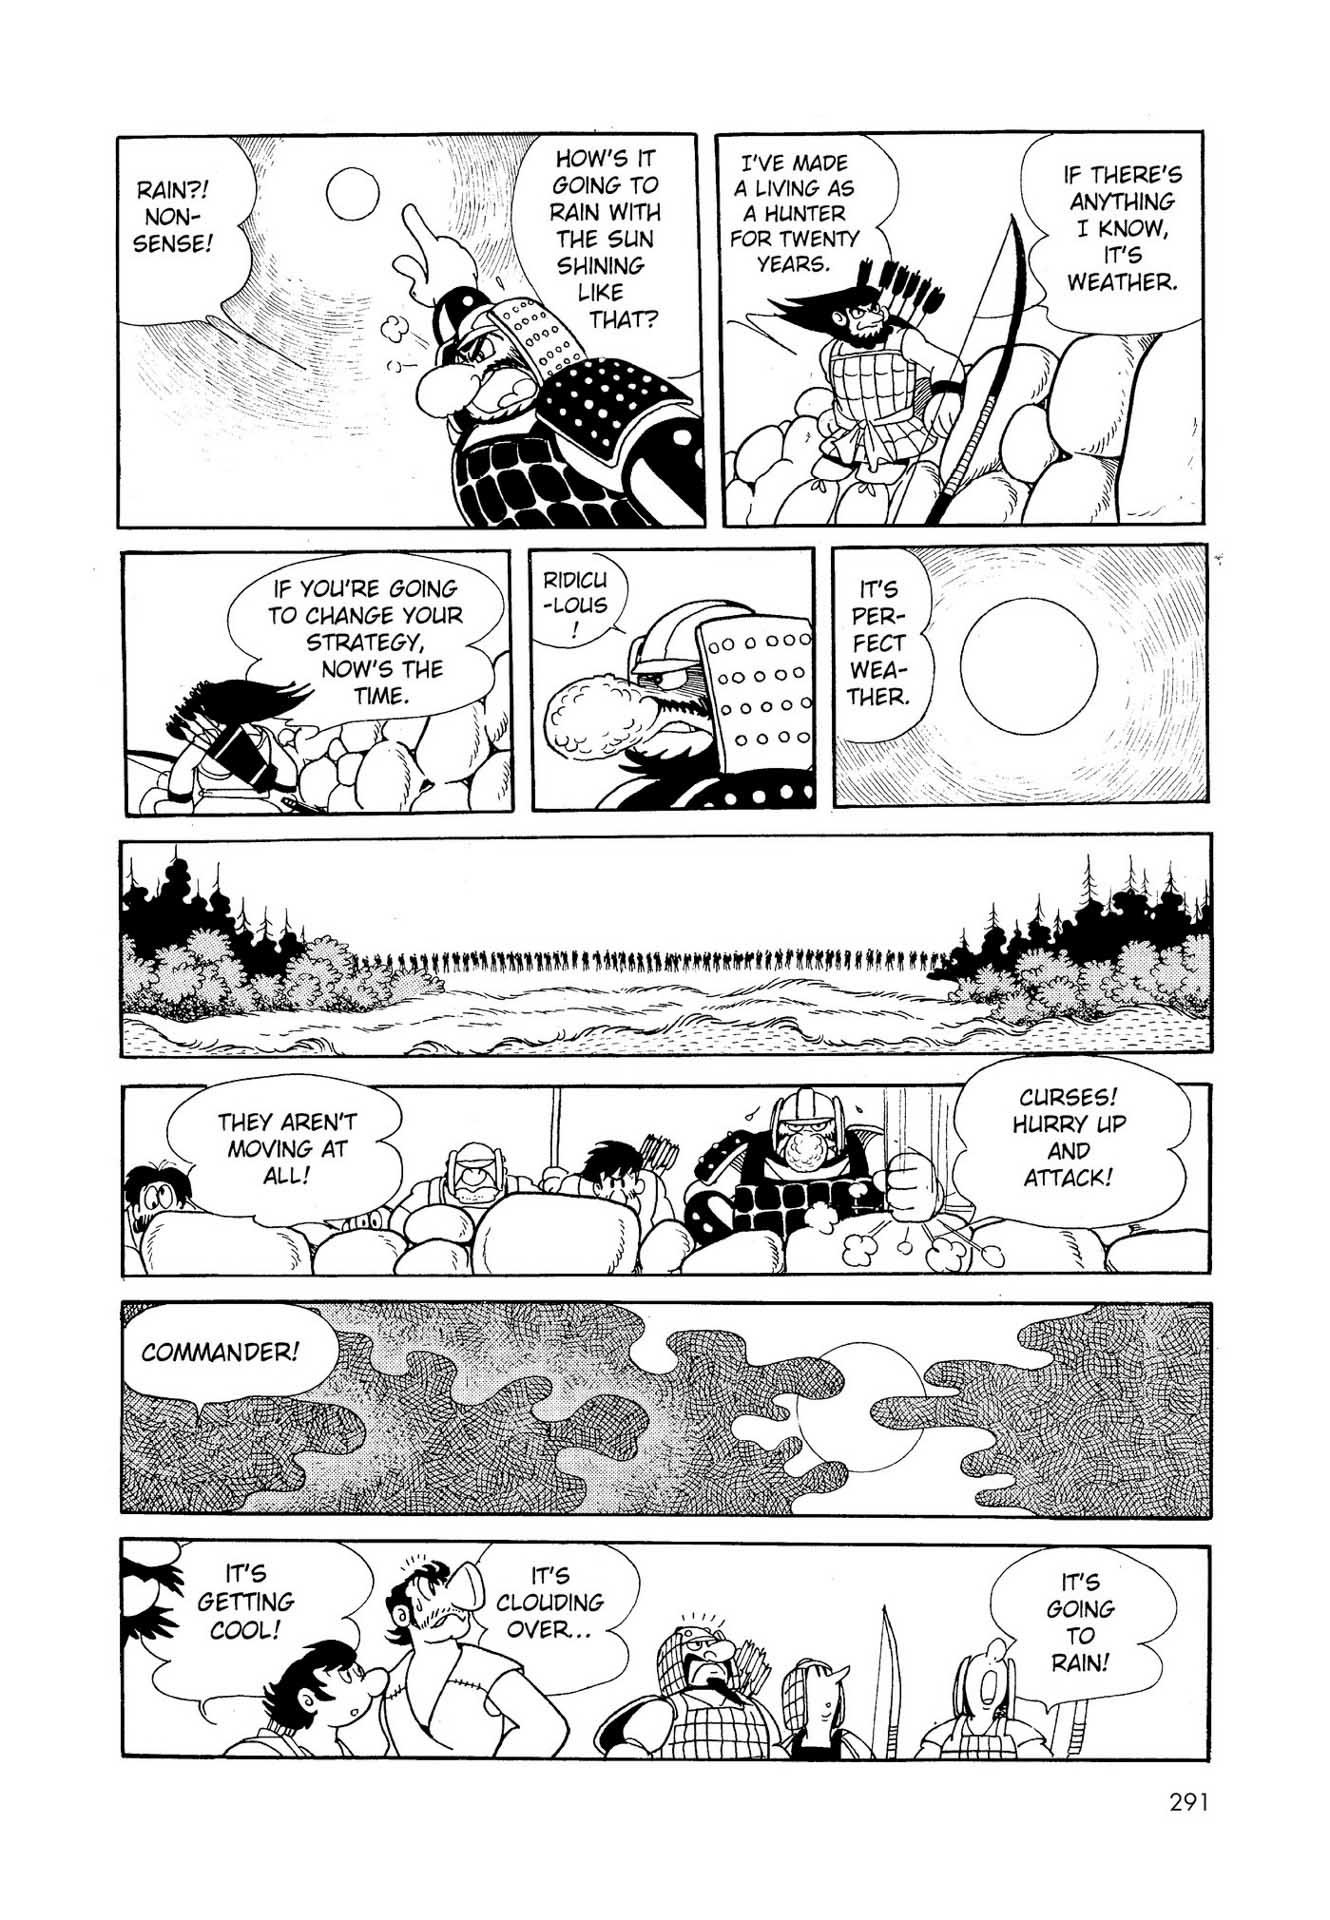 IF THERE'S
ANYTHING
I KNOW,
IT'S
WEATHER.
I'VE MADE
A LIVING AS
A HUNTER
FOR TWENTY
YEARS.
HOW'S IT
GOING TO
RAIN WITH
THE SUN
SHINING
LIKE
THAT?
RAIN?!
NON-
SENSE!
IT'S
PER-
FECT
WEA-
THER.
RIDICU
-LOUS
!
IF YOU'RE GOING
TO CHANGE YOUR
STRATEGY,
NOW'S THE
TIME.
CURSES!
HURRY UP
AND
ATTACK!
THEY AREN'T
MOVING AT
ALL!
COMMANDER!
IT'S
GOING
TO
RAIN!
IT'S
CLOUDING
OVER...
IT'S
GETTING
COOL!
291